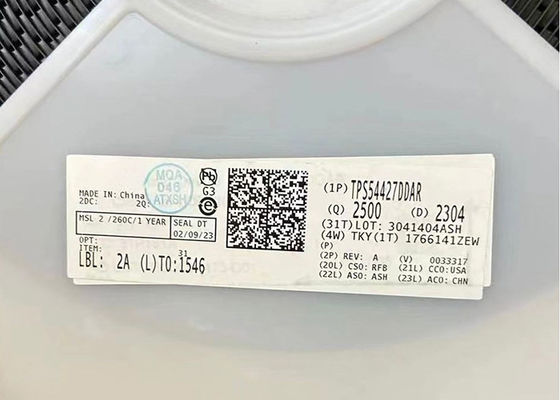 MADE IN: China
2DC: 2Q:
MQA
046
ATXSH
Pb
G3
e
MSL 2 /260C/1 YEAR
SEAL DT
02/09/23
OPT:
ITEM:
31
LBL: 2A (L)TO:1546
(1P) TPS54427DDAR
(Q) 2500 (D) 2304
(31T)LOT: 3041404ASH
(4W) TKY(1T) 1766141ZEW
(P)
(2P) REV: A (V) 0033317
(20L) CSO: RFB (21L) CCO:USA
(22L) ASO: ASH (23L) ACO: CHN